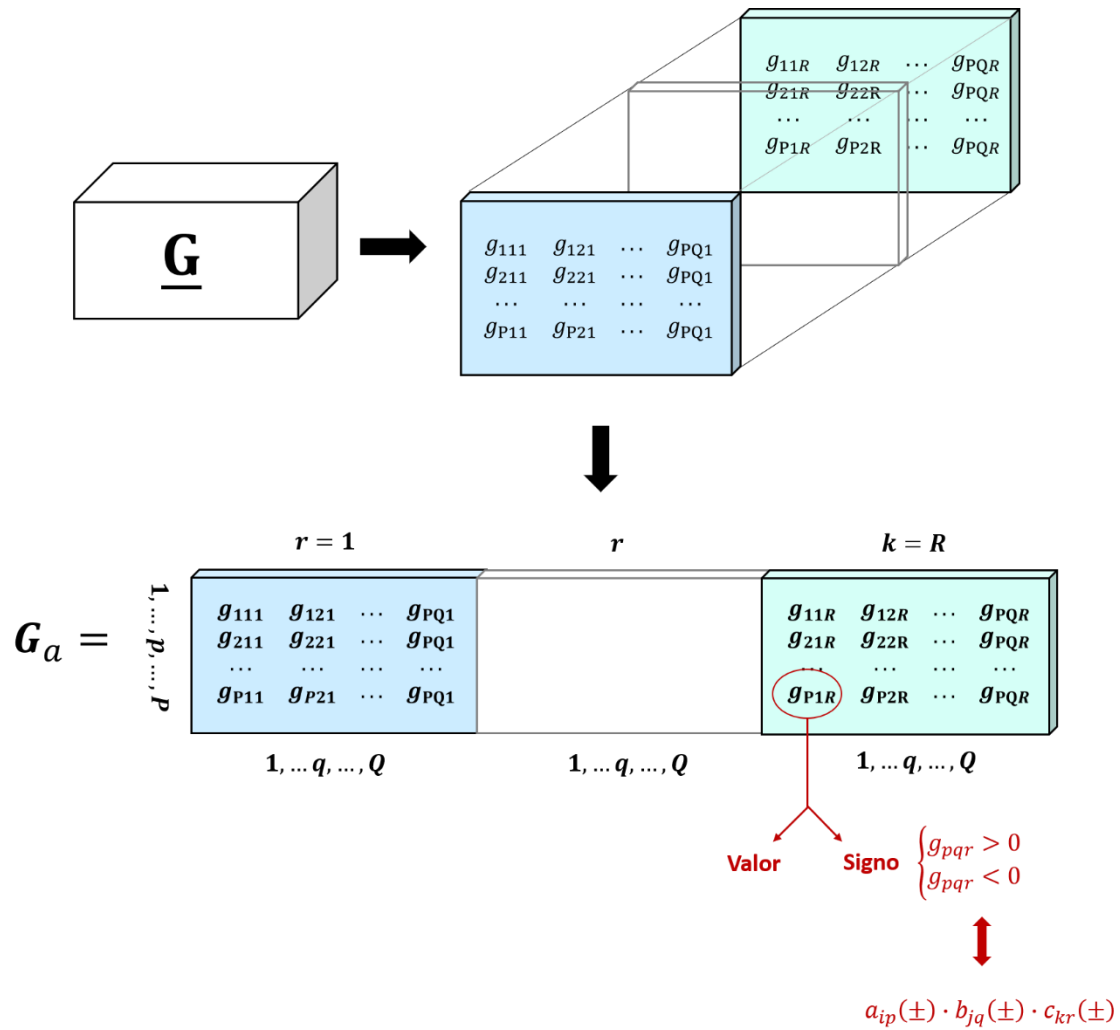 g₁₁R g₁₂R ⋯ gPQR
g₂₁R g₂₂R ⋯ gPQR
⋯ ⋯ ⋯ ⋯
gP₁R gP₂R ⋯ gPQR
G
g₁₁₁ g₁₂₁ ⋯ gPQ₁
g₂₁₁ g₂₂₁ ⋯ gPQ₁
⋯ ⋯ ⋯ ⋯
gP₁₁ gP₂₁ ⋯ gPQ₁
r = 1 r k = R
Gₐ =
1, …, p, …, P
g₁₁₁ g₁₂₁ ⋯ gPQ₁
g₂₁₁ g₂₂₁ ⋯ gPQ₁
⋯ ⋯ ⋯ ⋯
gP₁₁ gP₂₁ ⋯ gPQ₁
g₁₁R g₁₂R ⋯ gPQR
g₂₁R g₂₂R ⋯ gPQR
⋯ ⋯ ⋯ ⋯
gP₁R gP₂R ⋯ gPQR
1, … q, …, Q 1, … q, …, Q 1, … q, …, Q
Valor Signo
{gpqr > 0
gpqr < 0
aip(±) · bjq(±) · ckr(±)